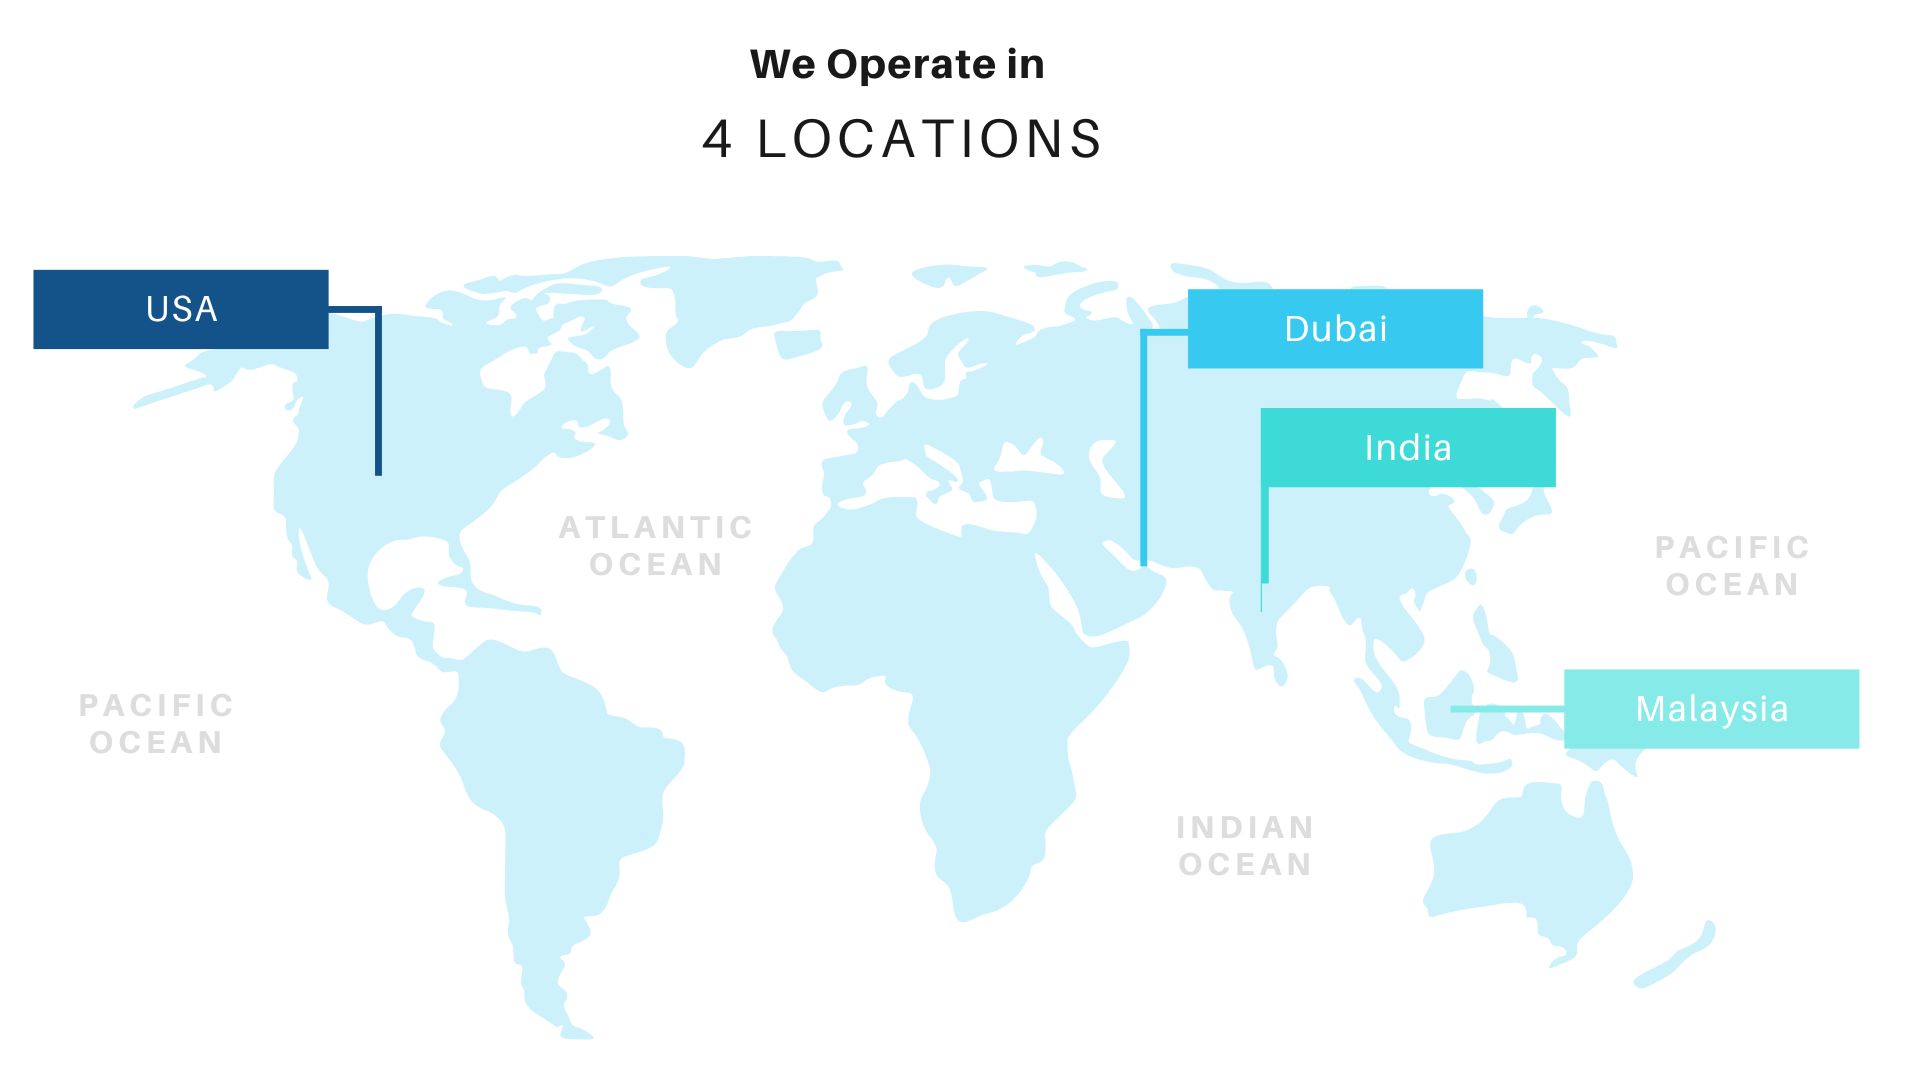 We Operate in
4 LOCATIONS
USA
Dubai
India
ATLANTIC
OCEAN
PACIFIC
OCEAN
PACIFIC
OCEAN
Malaysia
INDIAN
OCEAN